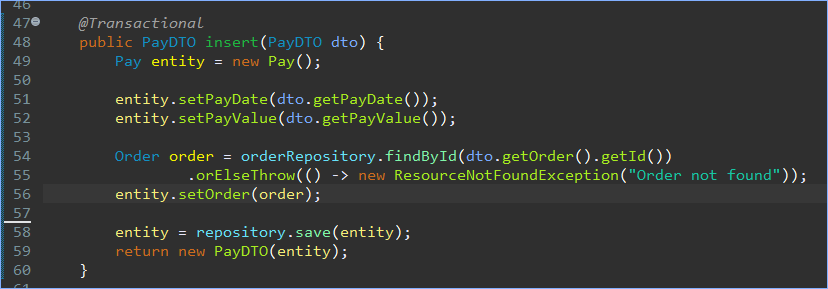 46
47 @Transactional
48 public PayDTO insert(PayDTO dto) {
49 Pay entity = new Pay();
50
51 entity.setPayDate(dto.getPayDate());
52 entity.setPayValue(dto.getPayValue());
53
54 Order order = orderRepository.findById(dto.getOrder().getId())
55 .orElseThrow(() -> new ResourceNotFoundException("Order not found"));
56 entity.setOrder(order);
57
58 entity = repository.save(entity);
59 return new PayDTO(entity);
60 }
61